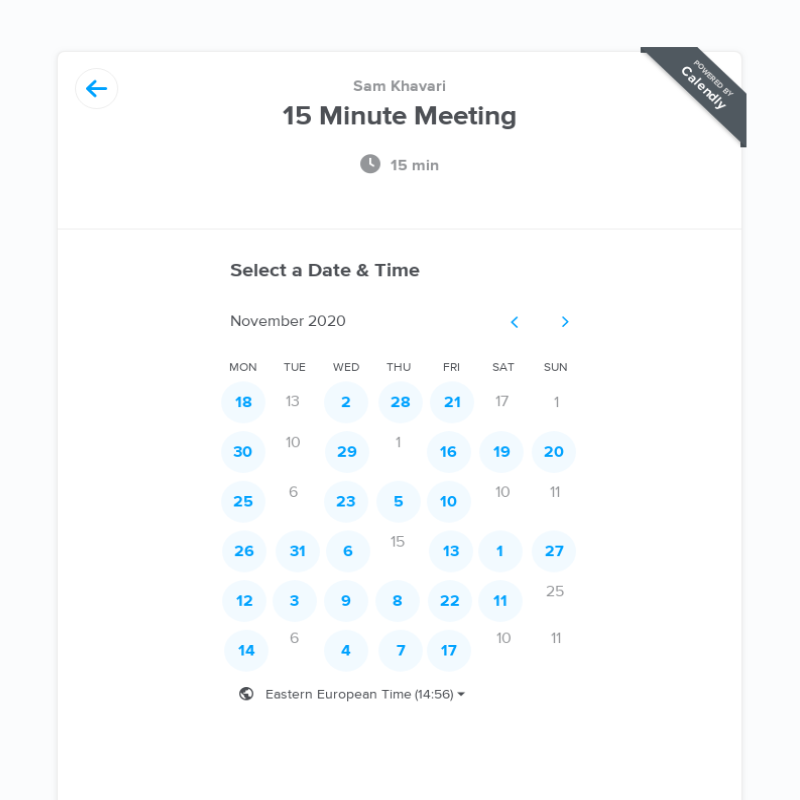 Sam Khavari
15 Minute Meeting
15 min
POWERED BY
Calendly
Select a Date & Time
November 2020
MON TUE WED THU FRI SAT SUN
18 13 2 28 21 17 1
30 10 29 1 16 19 20
25 6 23 5 10 10 11
26 31 6 15 13 1 27
12 3 9 8 22 11 25
14 6 4 7 17 10 11
Eastern European Time (14:56)